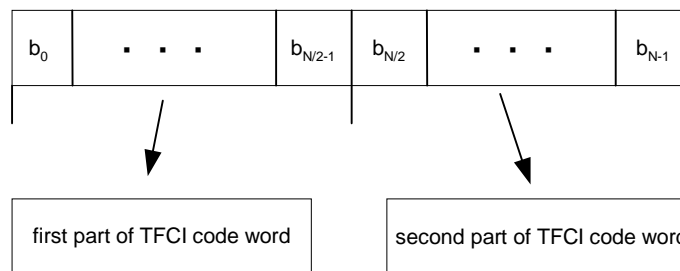 b0 . . . bN/2-1 bN/2 . . . bN-1
first part of TFCI code word second part of TFCI code word